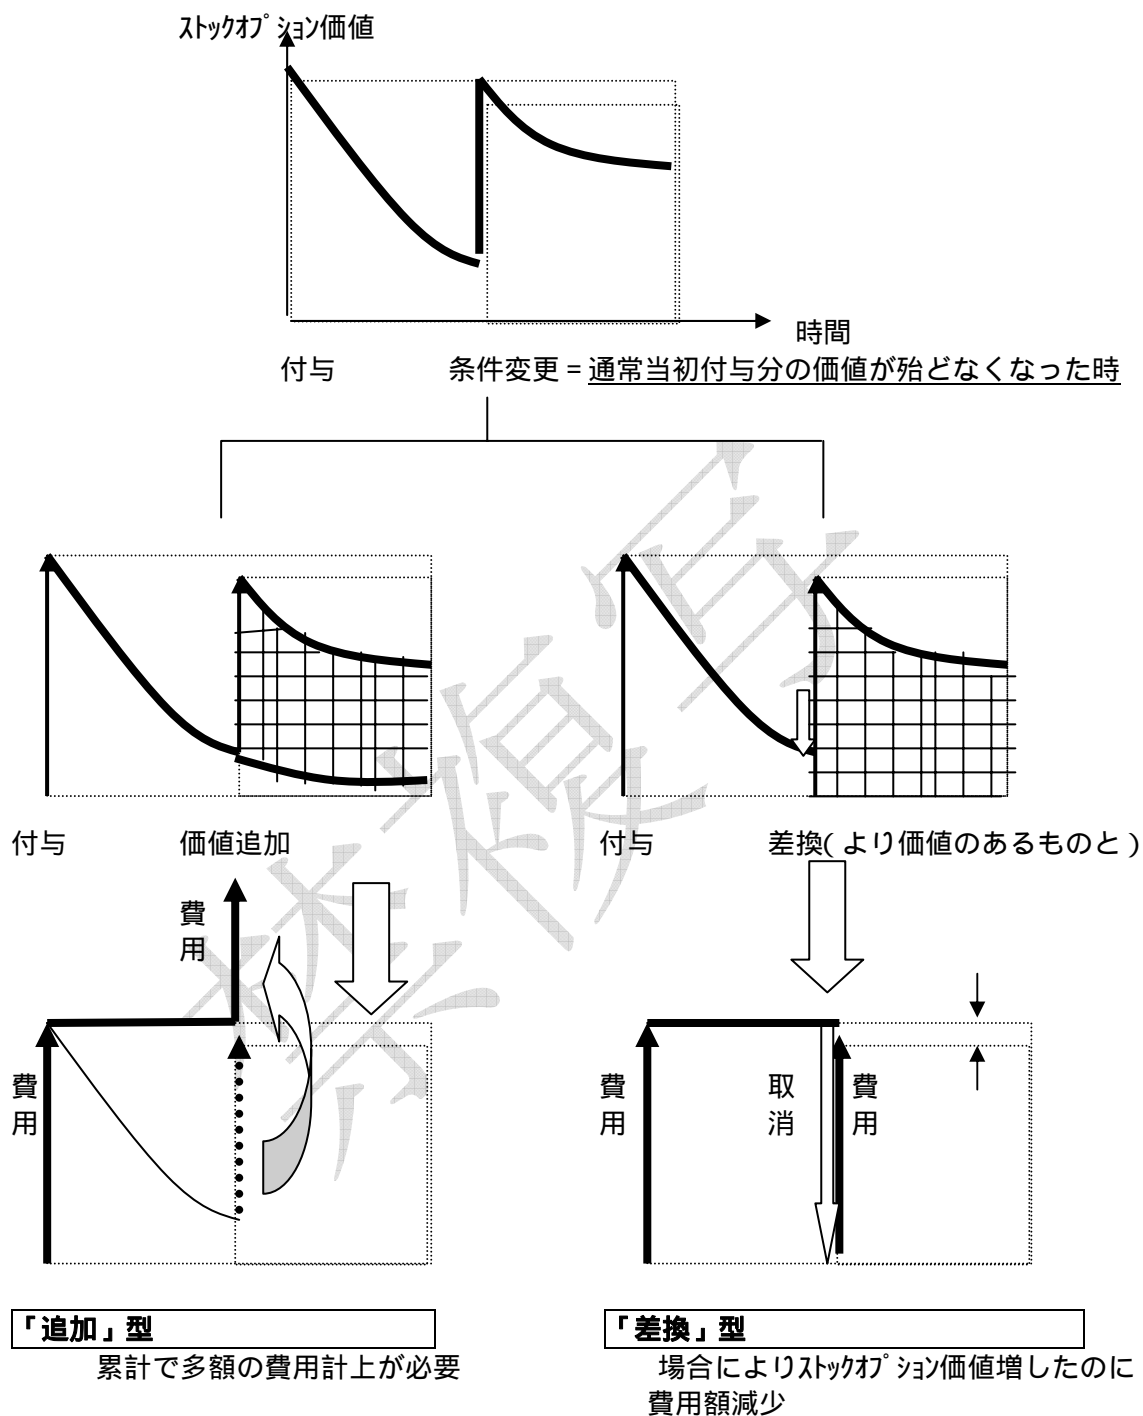 ｽﾄｯｸｵﾌﾟｼｮﾝ価値
時間
付与
条件変更 = 通常当初付与分の価値が殆どなくなった時
付与
価値追加
付与
差換( より価値のあるものと )
費用
費用
費用
取消
費用
「追加」型
「差換」型
累計で多額の費用計上が必要
場合によりｽﾄｯｸｵﾌﾟｼｮﾝ価値増したのに
費用額減少
禁複写